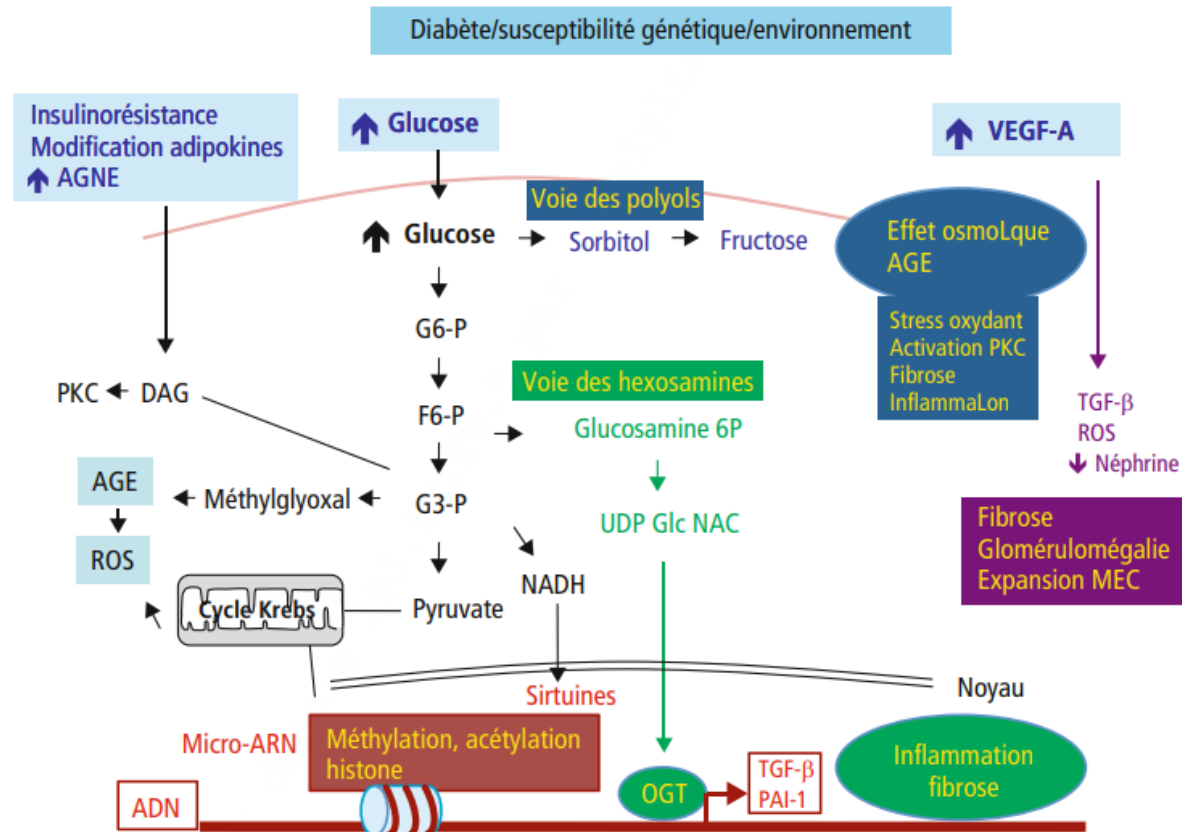 Diabète/susceptibilité génétique/environnement
Insulinorésistance
Modification adipokines
↑ AGNE
↑ Glucose
↑ VEGF-A
Voie des polyols
↑ Glucose
Sorbitol
Fructose
Effet osmoLque
AGE
Stress oxydant
Activation PKC
Fibrose
InflammaLon
G6-P
PKC
DAG
F6-P
Voie des hexosamines
Glucosamine 6P
TGF-β
ROS
↓ Néphrine
AGE
Méthylglyoxal
G3-P
UDP Glc NAC
ROS
NADH
Fibrose
Glomérulomégalie
Expansion MEC
Cycle Krebs
Pyruvate
Sirtuines
Noyau
Micro-ARN
Méthylation, acétylation
histone
Inflammation
fibrose
ADN
OGT
TGF-β
PAI-1